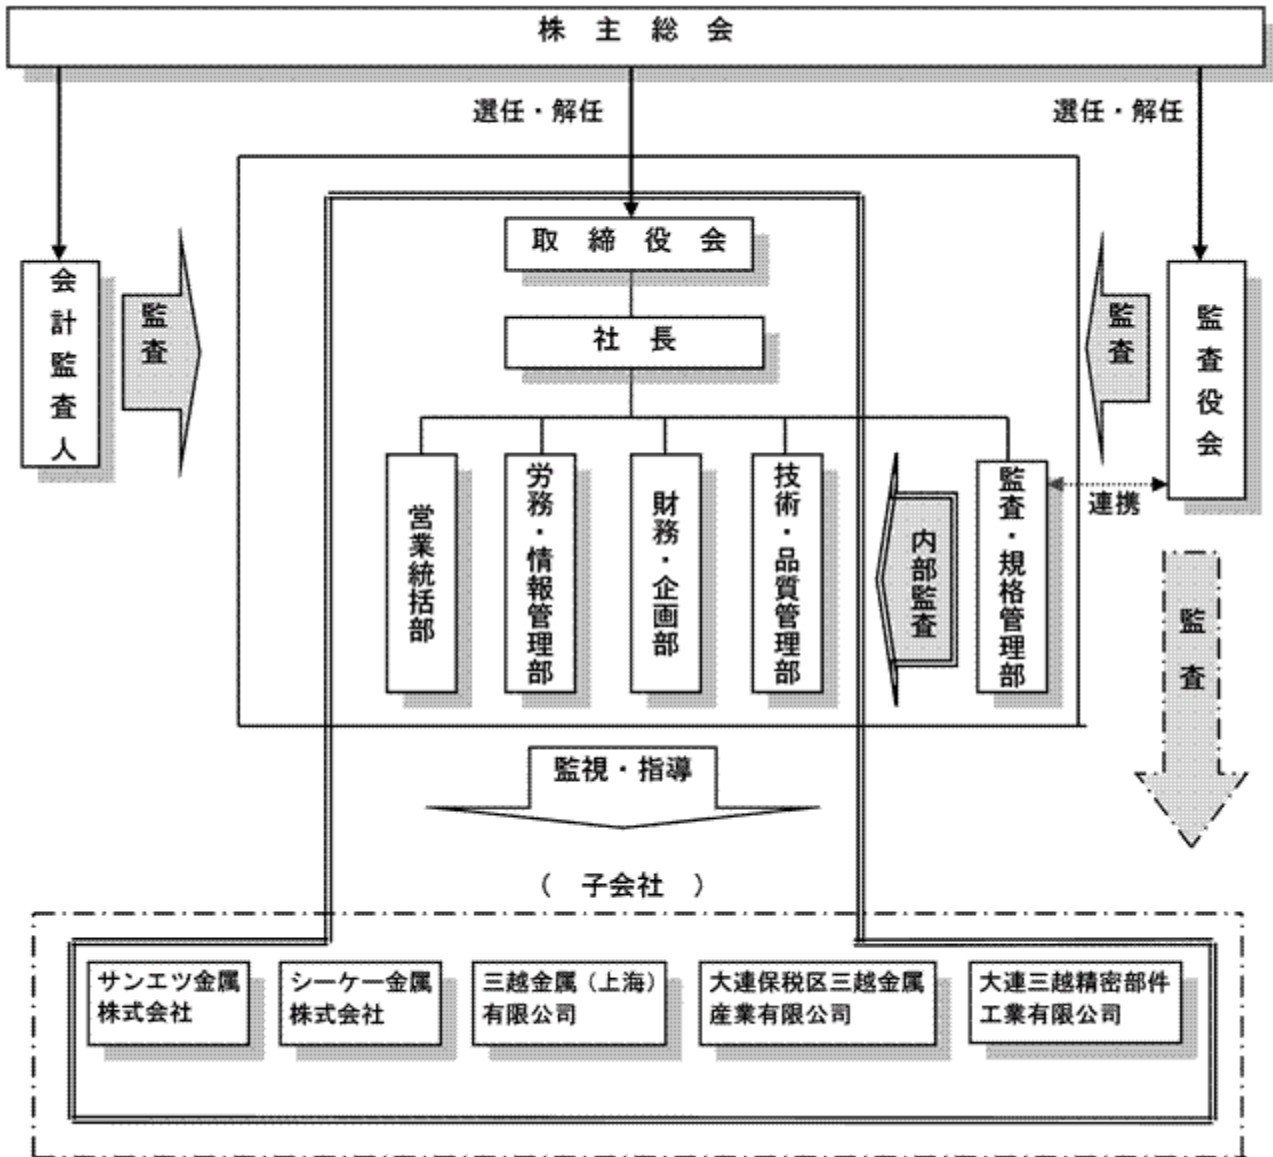 株主総会
選任・解任
選任・解任
取締役会
会計監査人
監査
社長
監査
監査役会
営業統括部
労務・情報管理部
財務・企画部
技術・品質管理部
内部監査
監査・規格管理部
連携
監査
監視・指導
（ 子会社 ）
サンエツ金属
株式会社
シーケー金属
株式会社
三越金属（上海）
有限公司
大連保税区三越金属
産業有限公司
大連三越精密部件
工業有限公司